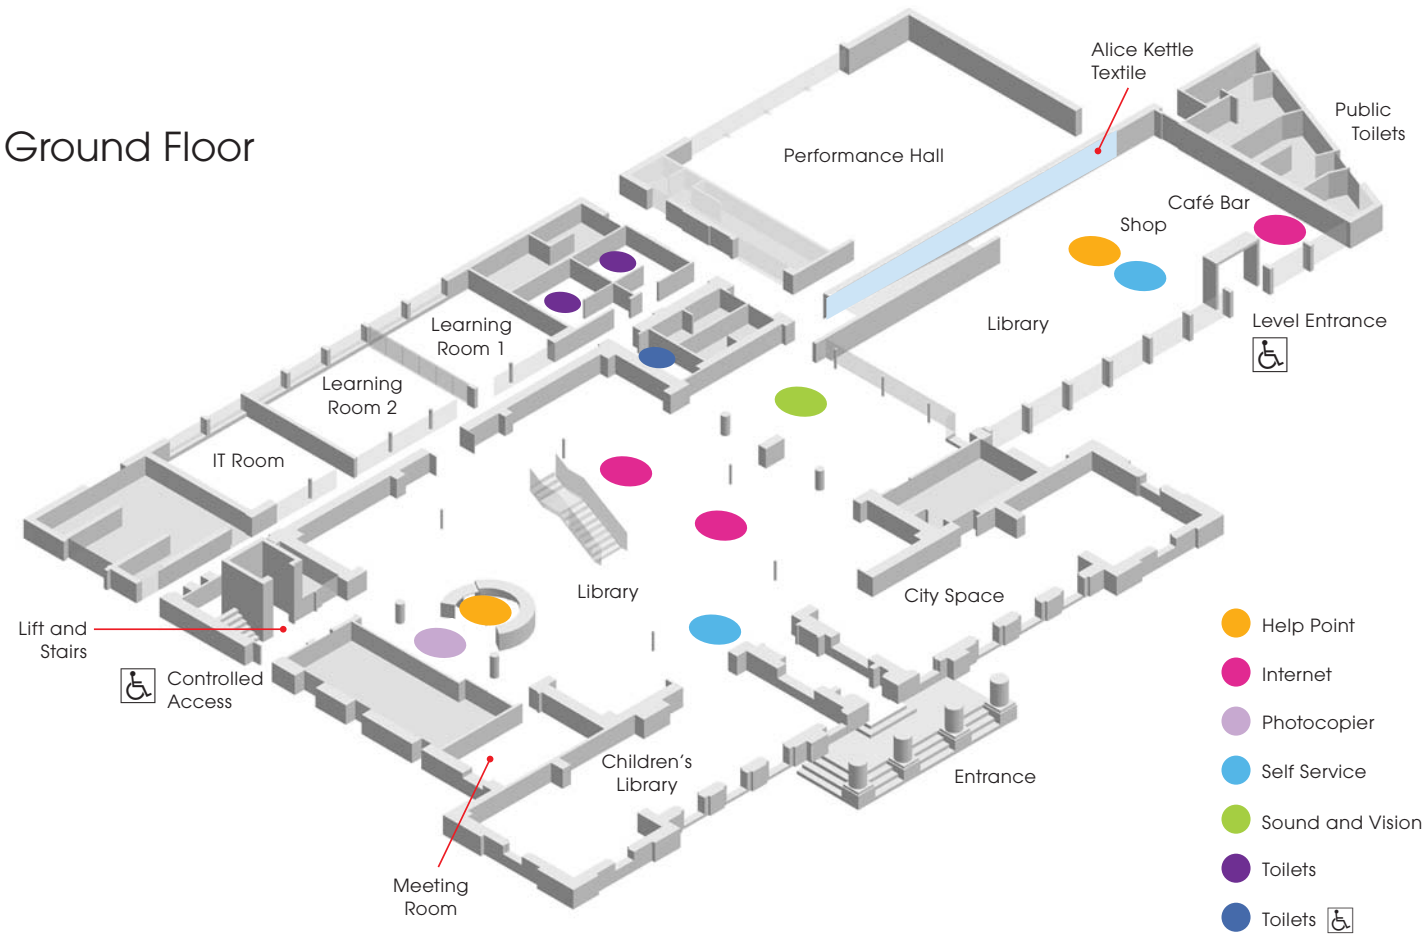 Ground Floor
Alice Kettle
Textile
Public
Toilets
Performance Hall
Café Bar
Shop
Learning
Room 1
Library
Level Entrance
Learning
Room 2
IT Room
Library
City Space
Lift and
Stairs
Controlled
Access
Children's
Library
Entrance
Meeting
Room
Help Point
Internet
Photocopier
Self Service
Sound and Vision
Toilets
Toilets